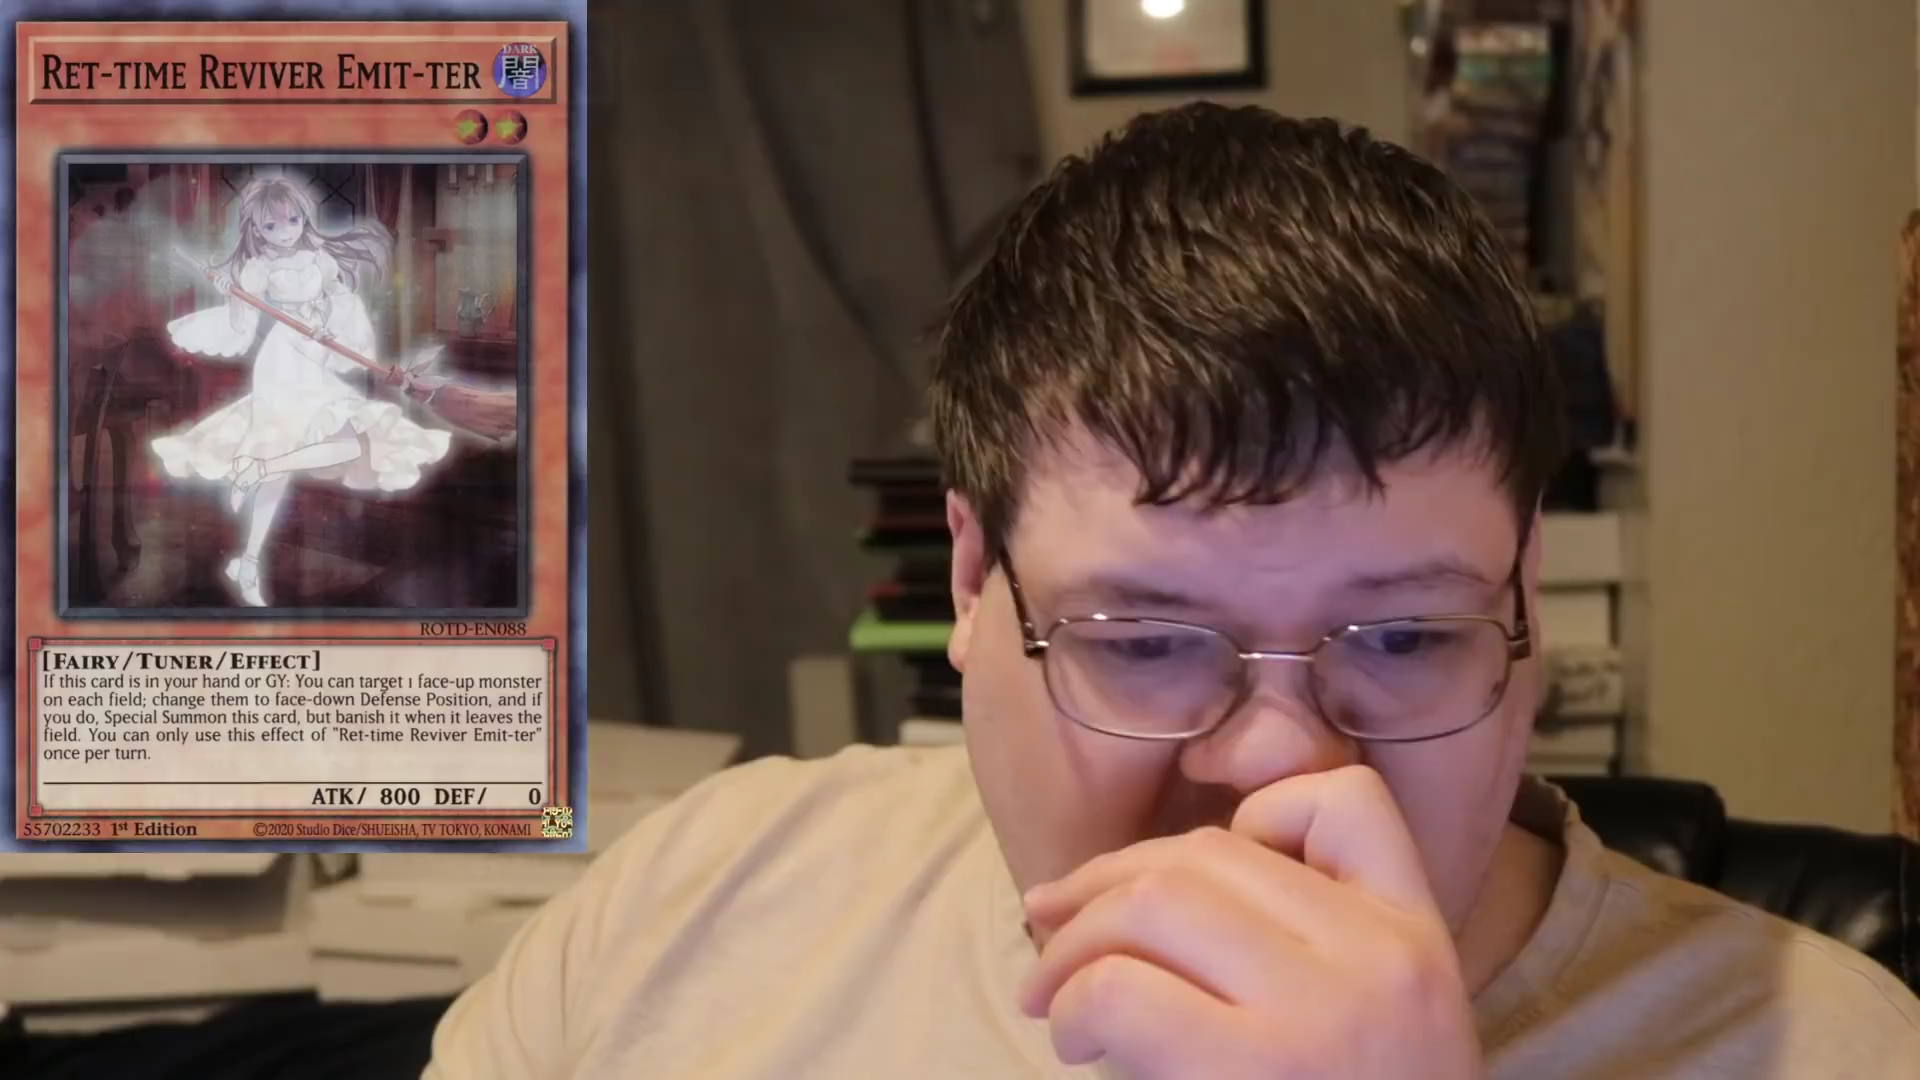 RET-TIME REVIVER EMIT-TER
DARK
闇
ROTD-EN088
[FAIRY/TUNER/EFFECT]
If this card is in your hand or GY: You can target 1 face-up monster
on each field; change them to face-down Defense Position, and if
you do, Special Summon this card, but banish it when it leaves the
field. You can only use this effect of "Ret-time Reviver Emit-ter"
once per turn.
ATK/ 800 DEF/ 0
55702233 1st Edition ©2020 Studio Dice/SHUEISHA, TV TOKYO, KONAMI